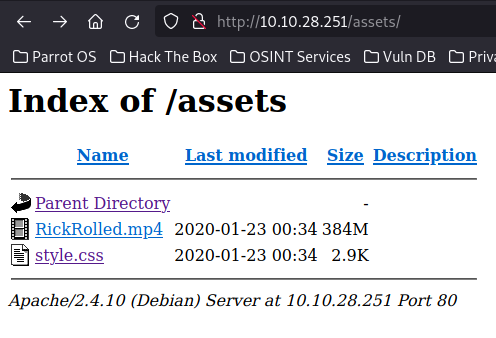 http://10.10.28.251/assets/
Parrot OS Hack The Box OSINT Services Vuln DB Priva
Index of /assets
Name Last modified Size Description
Parent Directory -
RickRolled.mp4 2020-01-23 00:34 384M
style.css 2020-01-23 00:34 2.9K
Apache/2.4.10 (Debian) Server at 10.10.28.251 Port 80